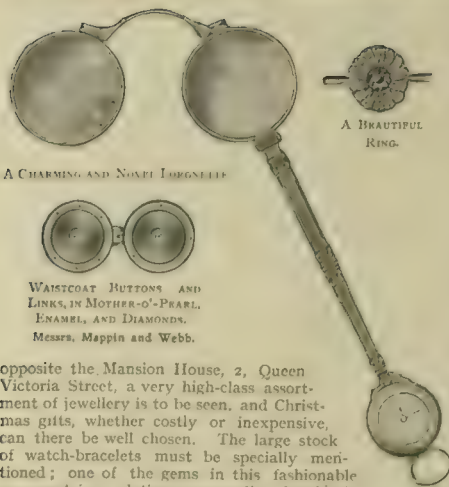 A BEAUTIFUL
RING.
A CHARMING AND NOVEL LORGNETTE
WAISTCOAT BUTTONS AND
LINKS, IN MOTHER-O'-PEARL,
ENAMEL, AND DIAMONDS.
Messrs. Mappin and Webb.
opposite the Mansion House, 2, Queen
Victoria Street, a very high-class assort-
ment of jewellery is to be seen, and Christ-
mas gifts, whether costly or inexpensive,
can there be well chosen. The large stock
of watch-bracelets must be specially men-
tioned; one of the gems in this fashionable